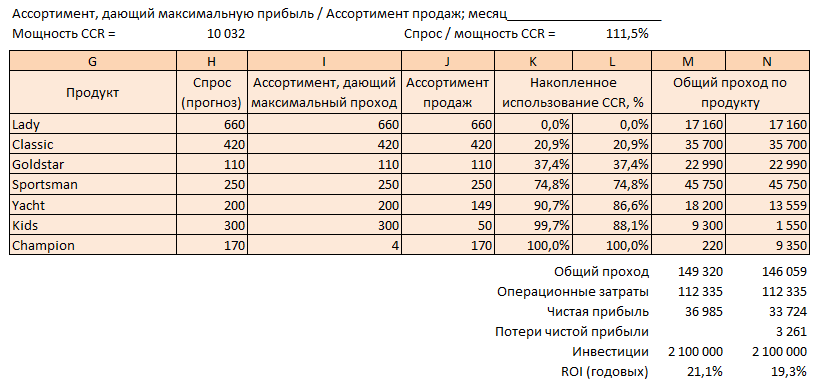 Ассортимент, дающий максимальную прибыль / Ассортимент продаж; месяц____________________
Мощность CCR = 10 032 Спрос / мощность CCR = 111,5%
G H I J K L M N
Продукт Спрос (прогноз) Ассортимент, дающий максимальный проход Ассортимент продаж Накопленное использование CCR, % Общий проход по продукту
Lady 660 660 660 0,0% 0,0% 17 160 17 160
Classic 420 420 420 20,9% 20,9% 35 700 35 700
Goldstar 110 110 110 37,4% 37,4% 22 990 22 990
Sportsman 250 250 250 74,8% 74,8% 45 750 45 750
Yacht 200 200 149 90,7% 86,6% 18 200 13 559
Kids 300 300 50 99,7% 88,1% 9 300 1 550
Champion 170 4 170 100,0% 100,0% 220 9 350
Общий проход 149 320 146 059
Операционные затраты 112 335 112 335
Чистая прибыль 36 985 33 724
Потери чистой прибыли 3 261
Инвестиции 2 100 000 2 100 000
ROI (годовых) 21,1% 19,3%